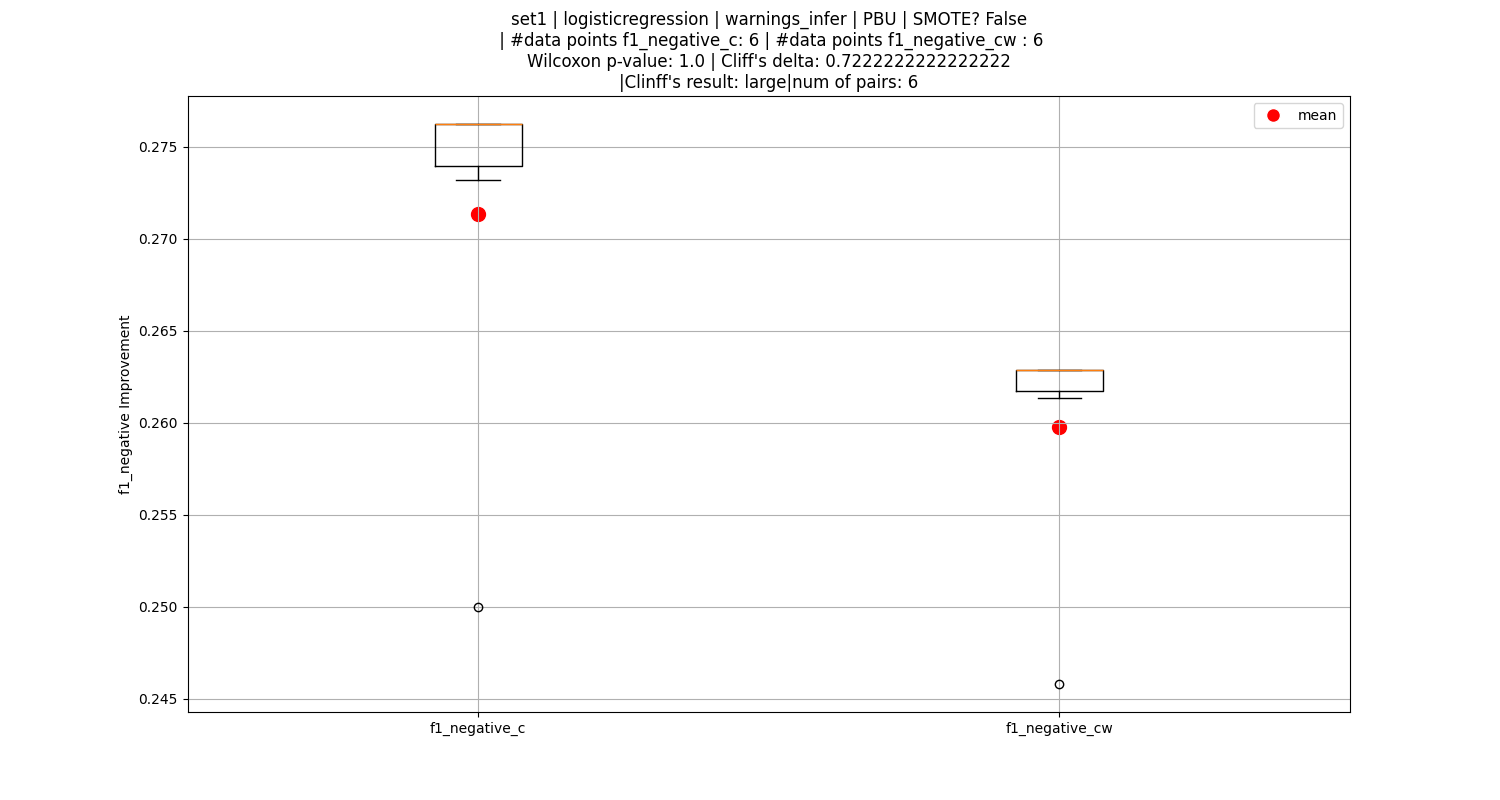 set1 | logisticregression | warnings_infer | PBU | SMOTE? False
| #data points f1_negative_c: 6 | #data points f1_negative_cw : 6
Wilcoxon p-value: 1.0 | Cliff's delta: 0.7222222222222222
|Clinff's result: large|num of pairs: 6
mean
0.275
0.270
0.265
0.260
0.255
0.250
0.245
f1_negative Improvement
f1_negative_c
f1_negative_cw